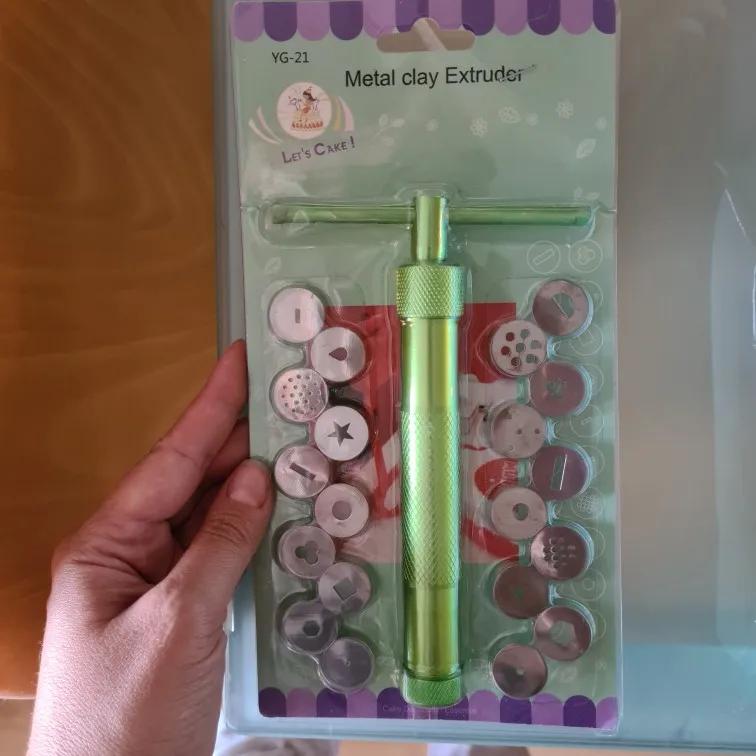 YG-21
Metal clay Extruder
LET'S CAKE!